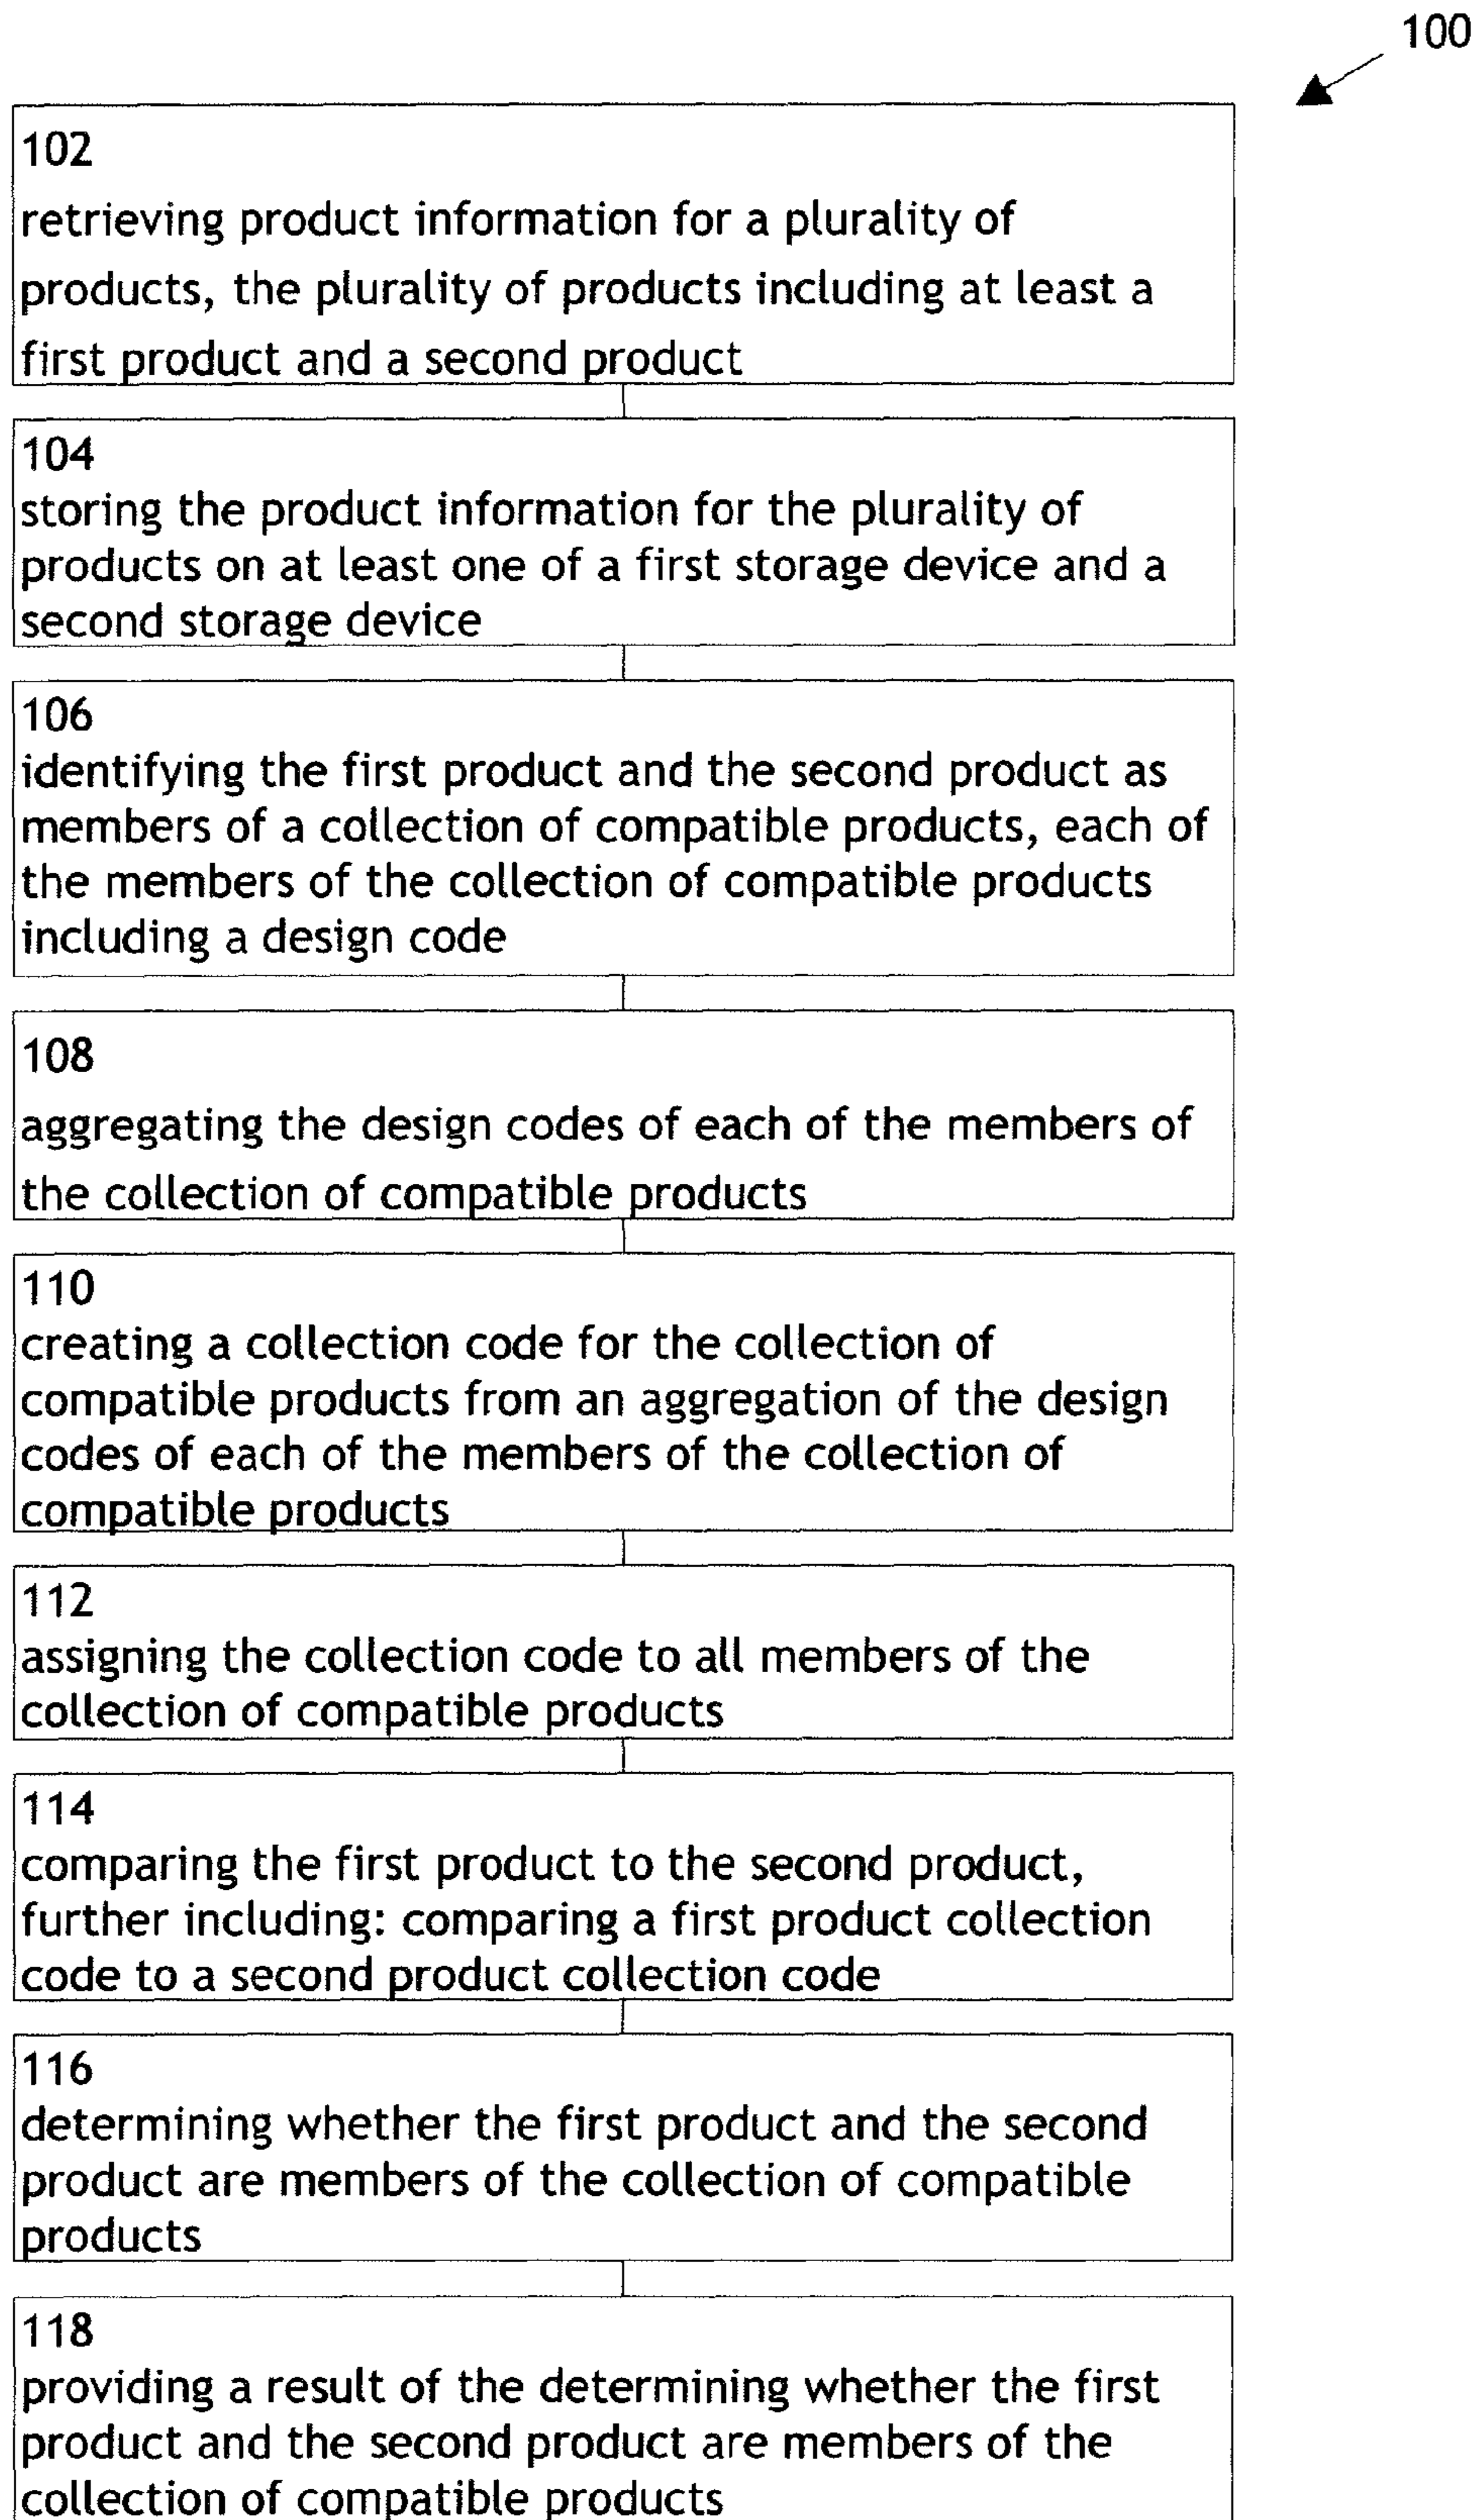 100
102
retrieving product information for a plurality of
products, the plurality of products including at least a
first product and a second product
104
storing the product information for the plurality of
products on at least one of a first storage device and a
second storage device
106
identifying the first product and the second product as
members of a collection of compatible products, each of
the members of the collection of compatible products
including a design code
108
aggregating the design codes of each of the members of
the collection of compatible products
110
creating a collection code for the collection of
compatible products from an aggregation of the design
codes of each of the members of the collection of
compatible products
112
assigning the collection code to all members of the
collection of compatible products
114
comparing the first product to the second product,
further including: comparing a first product collection
code to a second product collection code
116
determining whether the first product and the second
product are members of the collection of compatible
products
118
providing a result of the determining whether the first
product and the second product are members of the
collection of compatible products